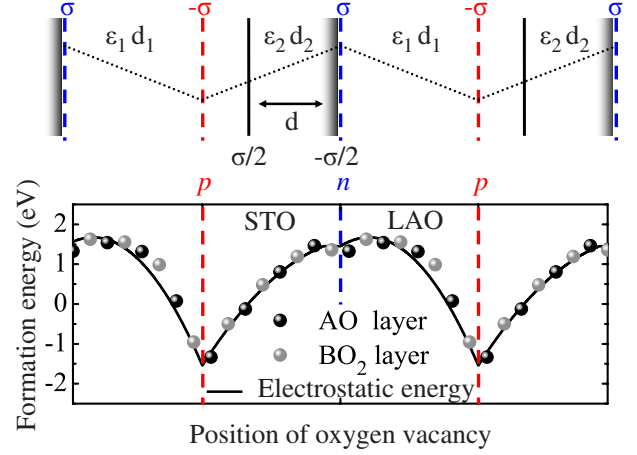 σ -σ σ -σ σ
ε₁ d₁ ε₂ d₂ ε₁ d₁ ε₂ d₂
d
σ/2 -σ/2
p n p
STO LAO
2
1
0
-1
-2
AO layer
BO₂ layer
Electrostatic energy
Formation energy (eV)
Position of oxygen vacancy